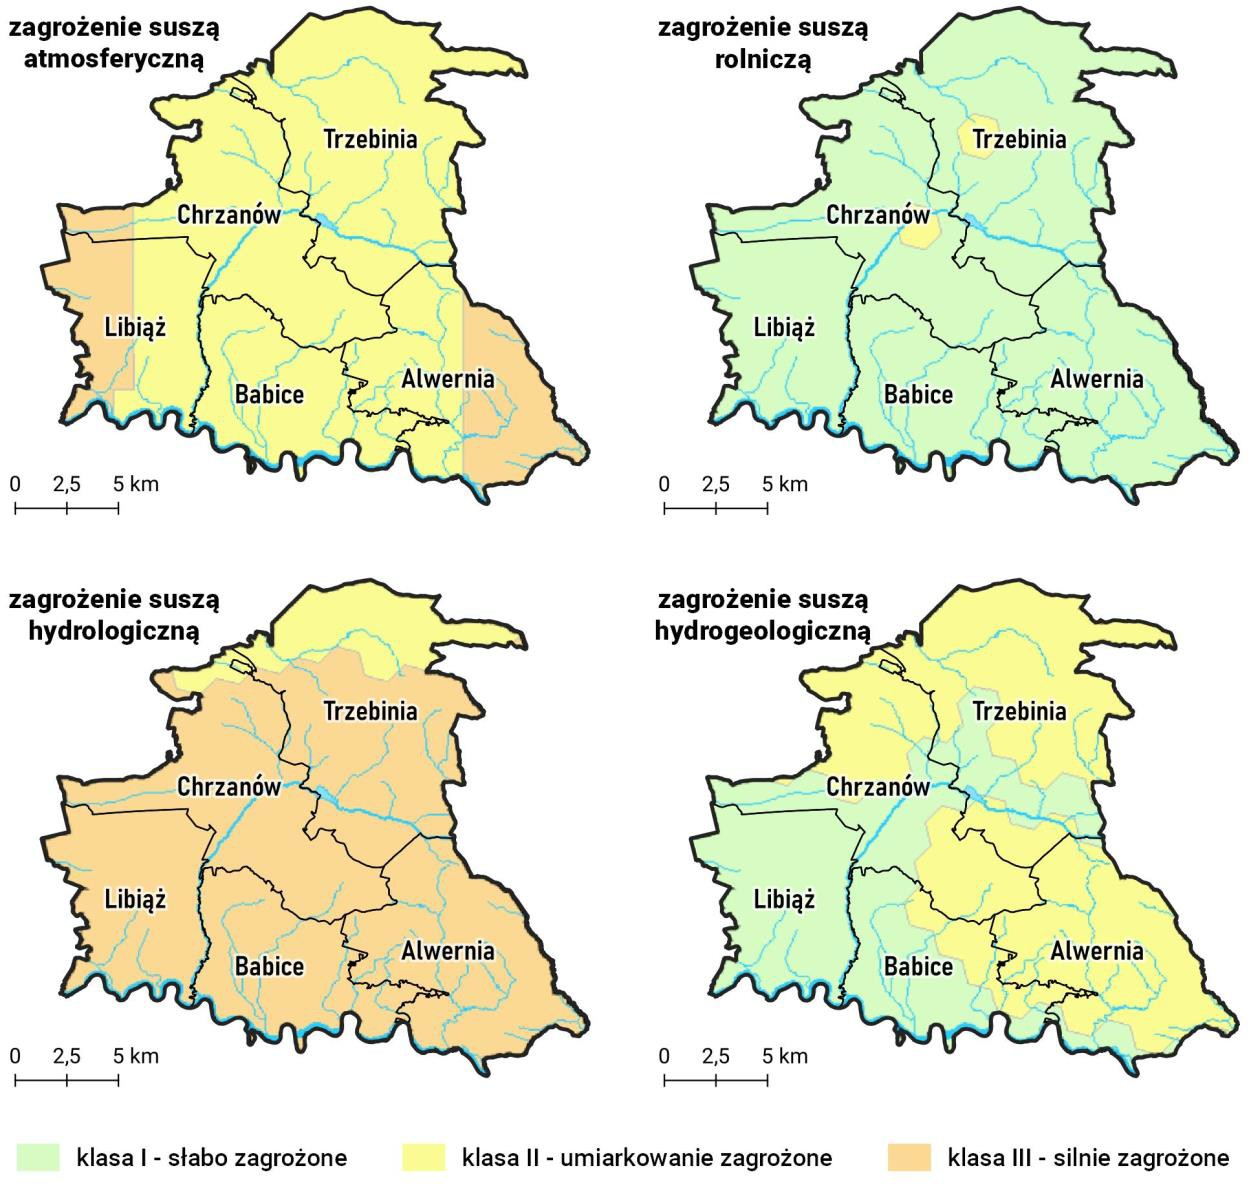 zagrożenie suszą
atmosferyczną
Trzebinia
Chrzanów
Libiąż
Babice
Alwernia
0 2,5 5 km
zagrożenie suszą
rolniczą
Trzebinia
Chrzanów
Libiąż
Babice
Alwernia
0 2,5 5 km
zagrożenie suszą
hydrologiczną
Trzebinia
Chrzanów
Libiąż
Babice
Alwernia
0 2,5 5 km
zagrożenie suszą
hydrogeologiczną
Trzebinia
Chrzanów
Libiąż
Babice
Alwernia
0 2,5 5 km
klasa I - słabo zagrożone
klasa II - umiarkowanie zagrożone
klasa III - silnie zagrożone